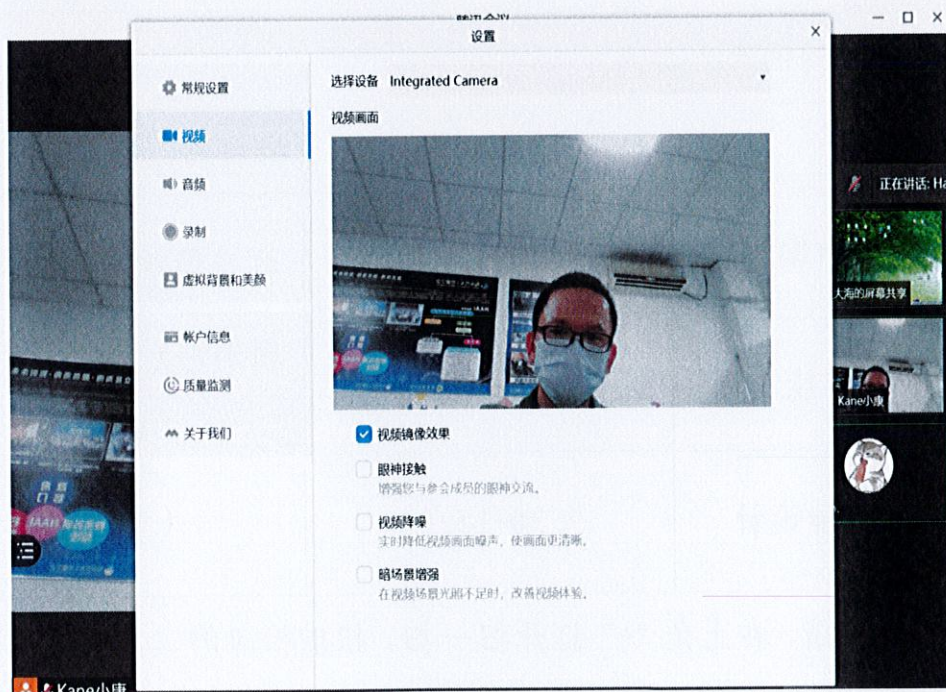 腾讯会议
设置
常规设置
视频
音频
录制
虚拟背景和美颜
帐户信息
质量监测
关于我们
选择设备 Integrated Camera
视频画面
视频镜像效果
眼神接触
增强您与参会成员的眼神交流。
视频降噪
实时降低视频画面噪声，使画面更清晰。
暗场景增强
在视频场景光照不足时，改善视频体验。
正在讲话: Ha
大海的屏幕共享
Kane小康
Kane小康